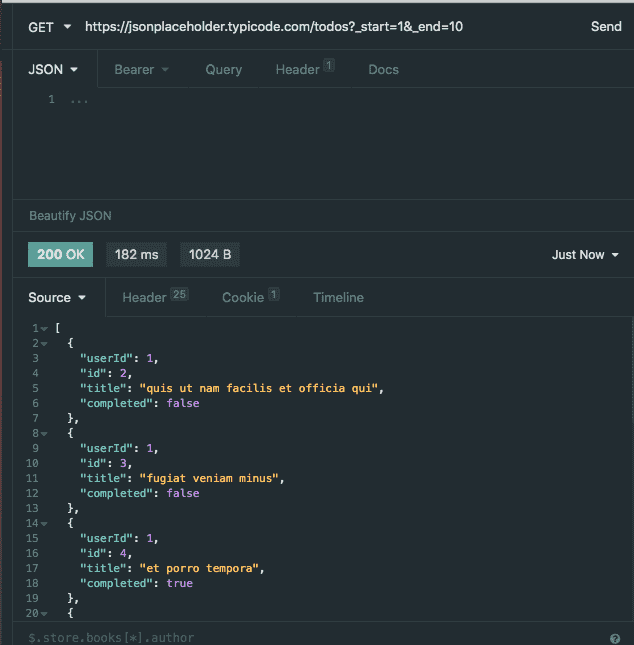 GET https://jsonplaceholder.typicode.com/todos?_start=1&_end=10 Send
JSON Bearer Query Header 1 Docs
1 ...
Beautify JSON
200 OK 182 ms 1024 B Just Now
Source Header 25 Cookie 1 Timeline
1 [
2 {
3 "userId": 1,
4 "id": 2,
5 "title": "quis ut nam facilis et officia qui",
6 "completed": false
7 },
8 {
9 "userId": 1,
10 "id": 3,
11 "title": "fugiat veniam minus",
12 "completed": false
13 },
14 {
15 "userId": 1,
16 "id": 4,
17 "title": "et porro tempora",
18 "completed": true
19 },
20 {
$.store.books[*].author ?